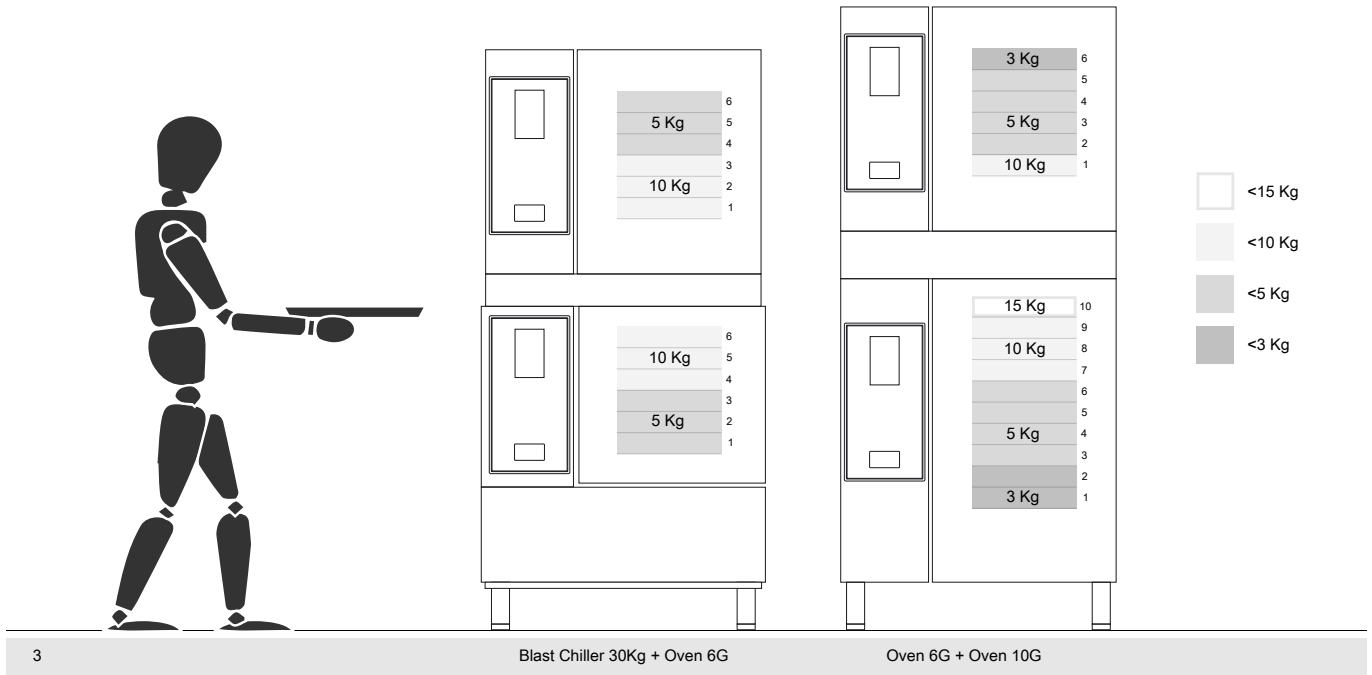 6
5 Kg 5
4
3
10 Kg 2
1
6
10 Kg 5
4
3
5 Kg 2
1
3 Kg 6
5
4
5 Kg 3
2
10 Kg 1
15 Kg 10
9
10 Kg 8
7
6
5
5 Kg 4
3
2
3 Kg 1
<15 Kg
<10 Kg
<5 Kg
<3 Kg
3 Blast Chiller 30Kg + Oven 6G Oven 6G + Oven 10G